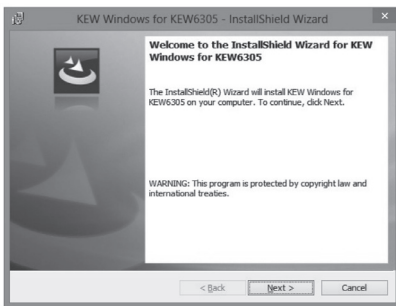 KEW Windows for KEW6305 - InstallShield Wizard
Welcome to the InstallShield Wizard for KEW
Windows for KEW6305
The InstallShield(R) Wizard will install KEW Windows for
KEW6305 on your computer. To continue, click Next.
WARNING: This program is protected by copyright law and
international treaties.
< Back Next > Cancel